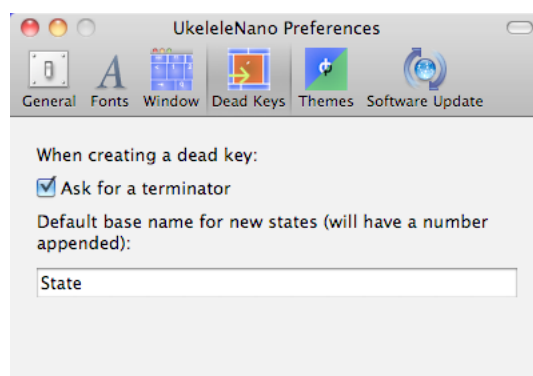 UkeleleNano Preferences
General Fonts Window Dead Keys Themes Software Update
When creating a dead key:
Ask for a terminator
Default base name for new states (will have a number
appended):
State